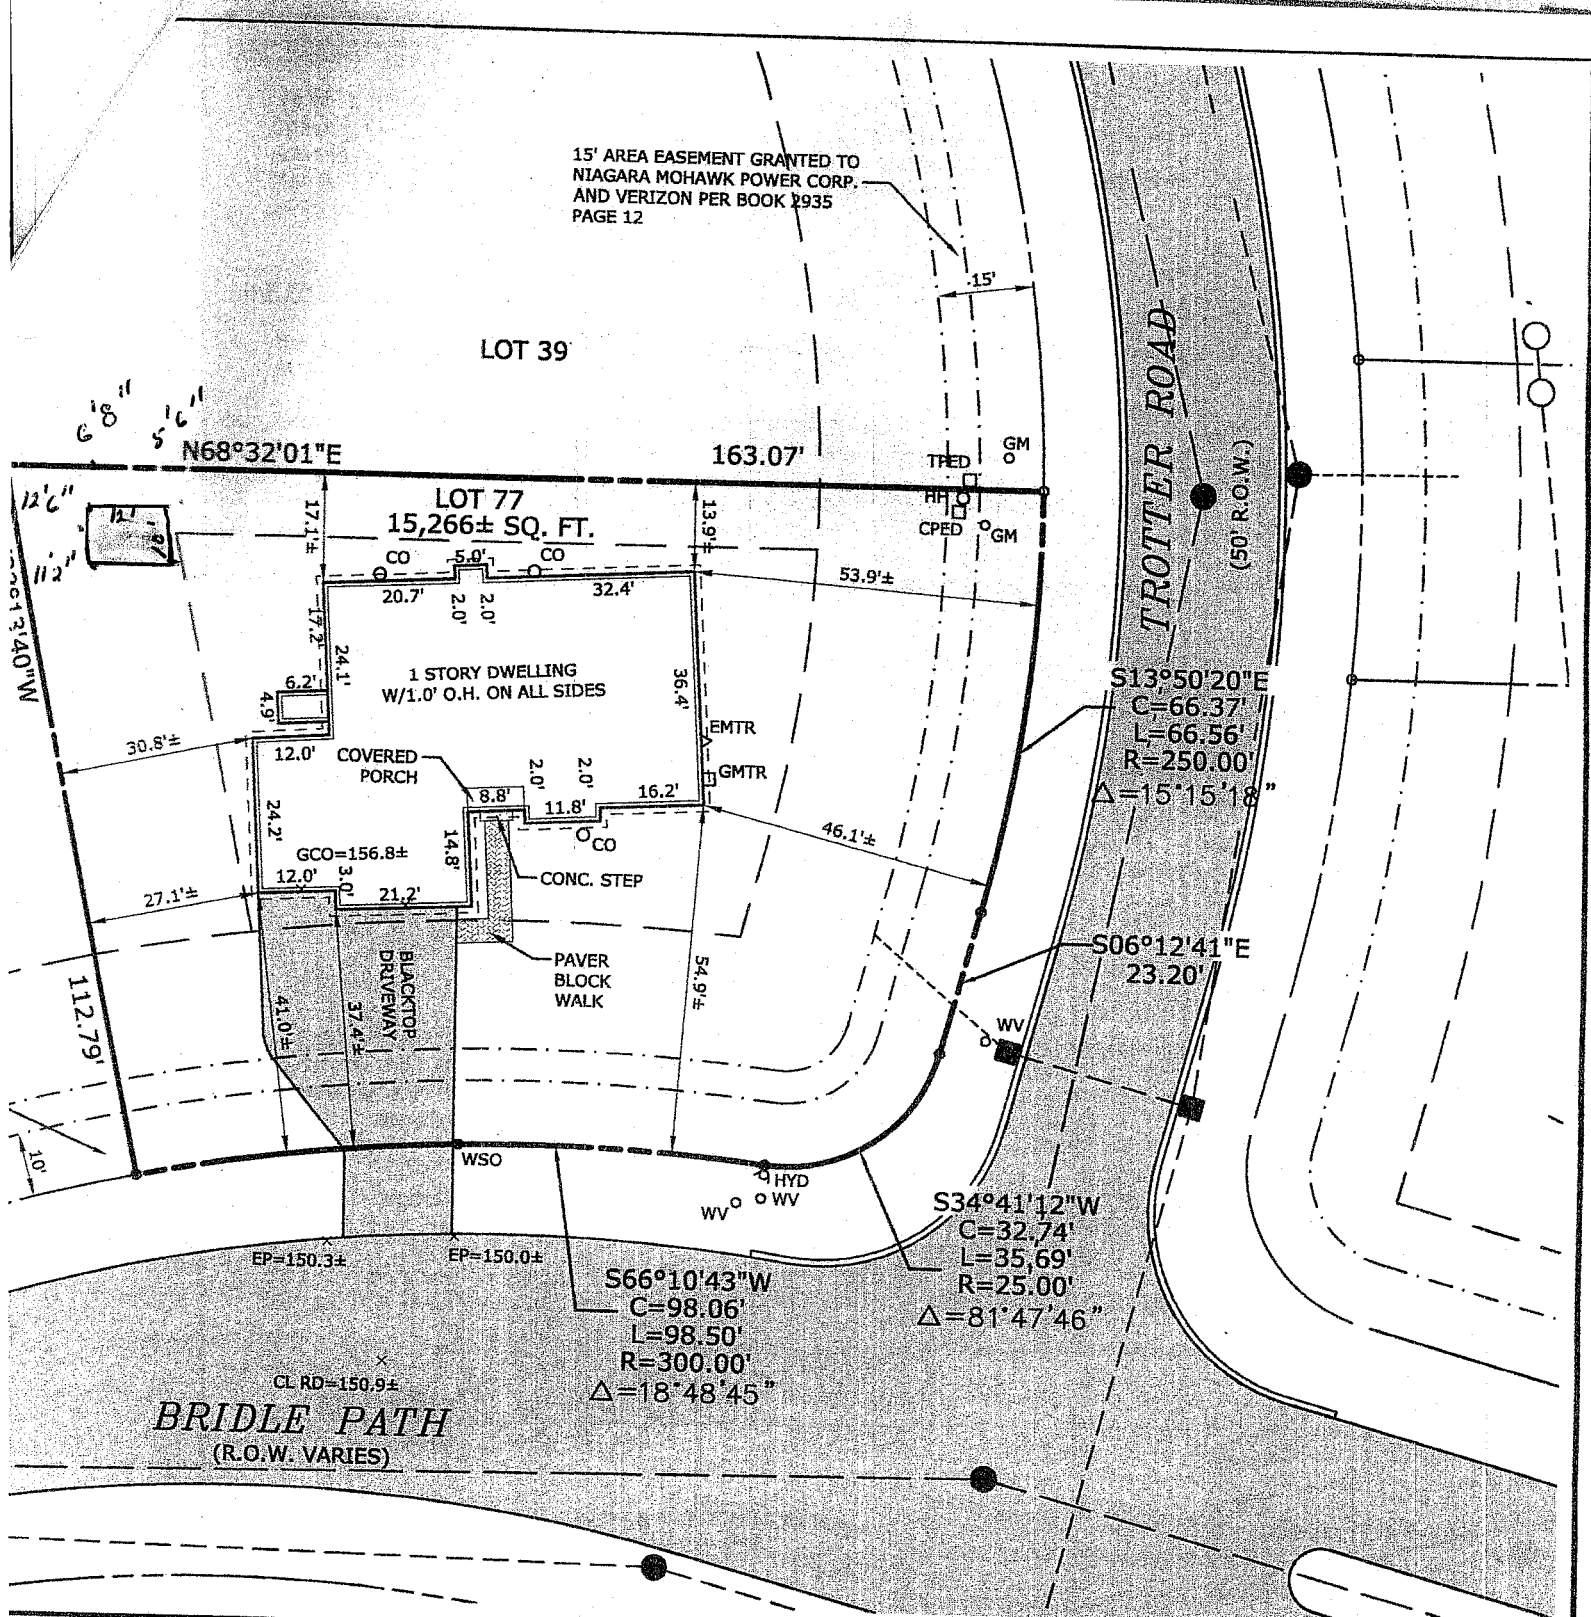 15' AREA EASEMENT GRANTED TO
NIAGARA MOHAWK POWER CORP.
AND VERIZON PER BOOK 2935
PAGE 12
15'
LOT 39
6'8"
5'6"
N68°32'01"E
163.07'
GM
TPED
HH
CPED
GM
12'6"
12'
8'
11'2"
LOT 77
15,266± SQ. FT.
17.1'±
13.9'±
CO
5.0'
CO
20.7'
2.0'
2.0'
32.4'
53.9'±
TROTTER ROAD
(50' R.O.W.)
13'40"W
17.2'
24.1'
1 STORY DWELLING
W/1.0' O.H. ON ALL SIDES
36.4'
6.2'
4.9'
S13°50'20"E
C=66.37'
L=66.56'
R=250.00'
△=15°15'18"
30.8'±
12.0'
COVERED
PORCH
EMTR
GMTR
2.0'
2.0'
8.8'
11.8'
16.2'
24.2'
14.8'
CO
46.1'±
GCO=156.8±
12.0'
3.0'
21.2'
CONC. STEP
27.1'±
S06°12'41"E
23.20'
BLACKTOP
DRIVEWAY
PAVER
BLOCK
WALK
54.9'±
112.79'
41.0'±
37.4'±
WV
10'
WSO
HYD
WV
WV
S34°41'12"W
C=32.74'
L=35.69'
R=25.00'
△=81°47'46"
EP=150.3±
EP=150.0±
S66°10'43"W
C=98.06'
L=98.50'
R=300.00'
△=18°48'45"
CL RD=150.9±
BRIDLE PATH
(R.O.W. VARIES)